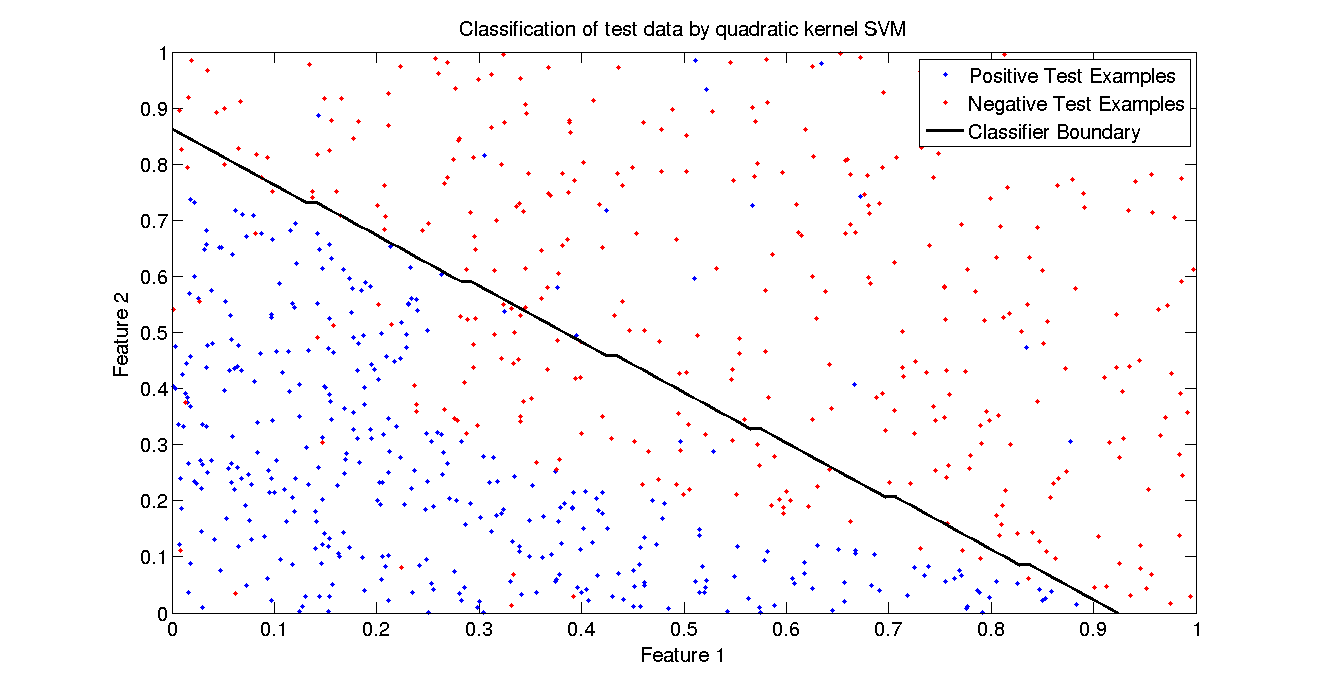 Classification of test data by quadratic kernel SVM
Positive Test Examples
Negative Test Examples
Classifier Boundary
1
0.9
0.8
0.7
0.6
0.5
0.4
0.3
0.2
0.1
0
Feature 2
0 0.1 0.2 0.3 0.4 0.5 0.6 0.7 0.8 0.9 1
Feature 1